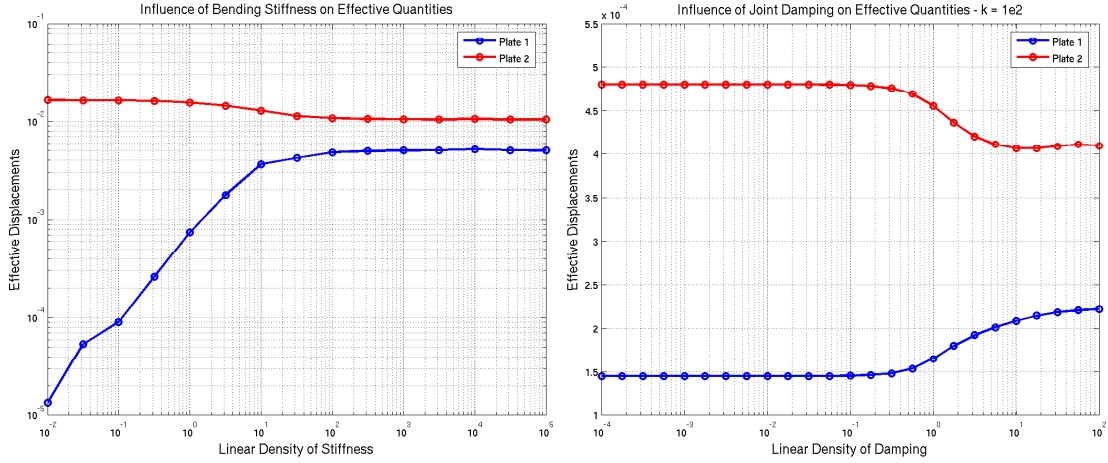 Influence of Bending Stiffness on Effective Quantities
10^-1
10^-2
10^-3
10^-4
10^-5
Effective Displacements
Plate 1
Plate 2
10^-2 10^-1 10^0 10^1 10^2 10^3 10^4 10^5
Linear Density of Stiffness
Influence of Joint Damping on Effective Quantities - k = 1e2
x 10^-4
5.5
5
4.5
4
3.5
3
2.5
2
1.5
1
Effective Displacements
Plate 1
Plate 2
10^-4 10^-3 10^-2 10^-1 10^0 10^1 10^2
Linear Density of Damping